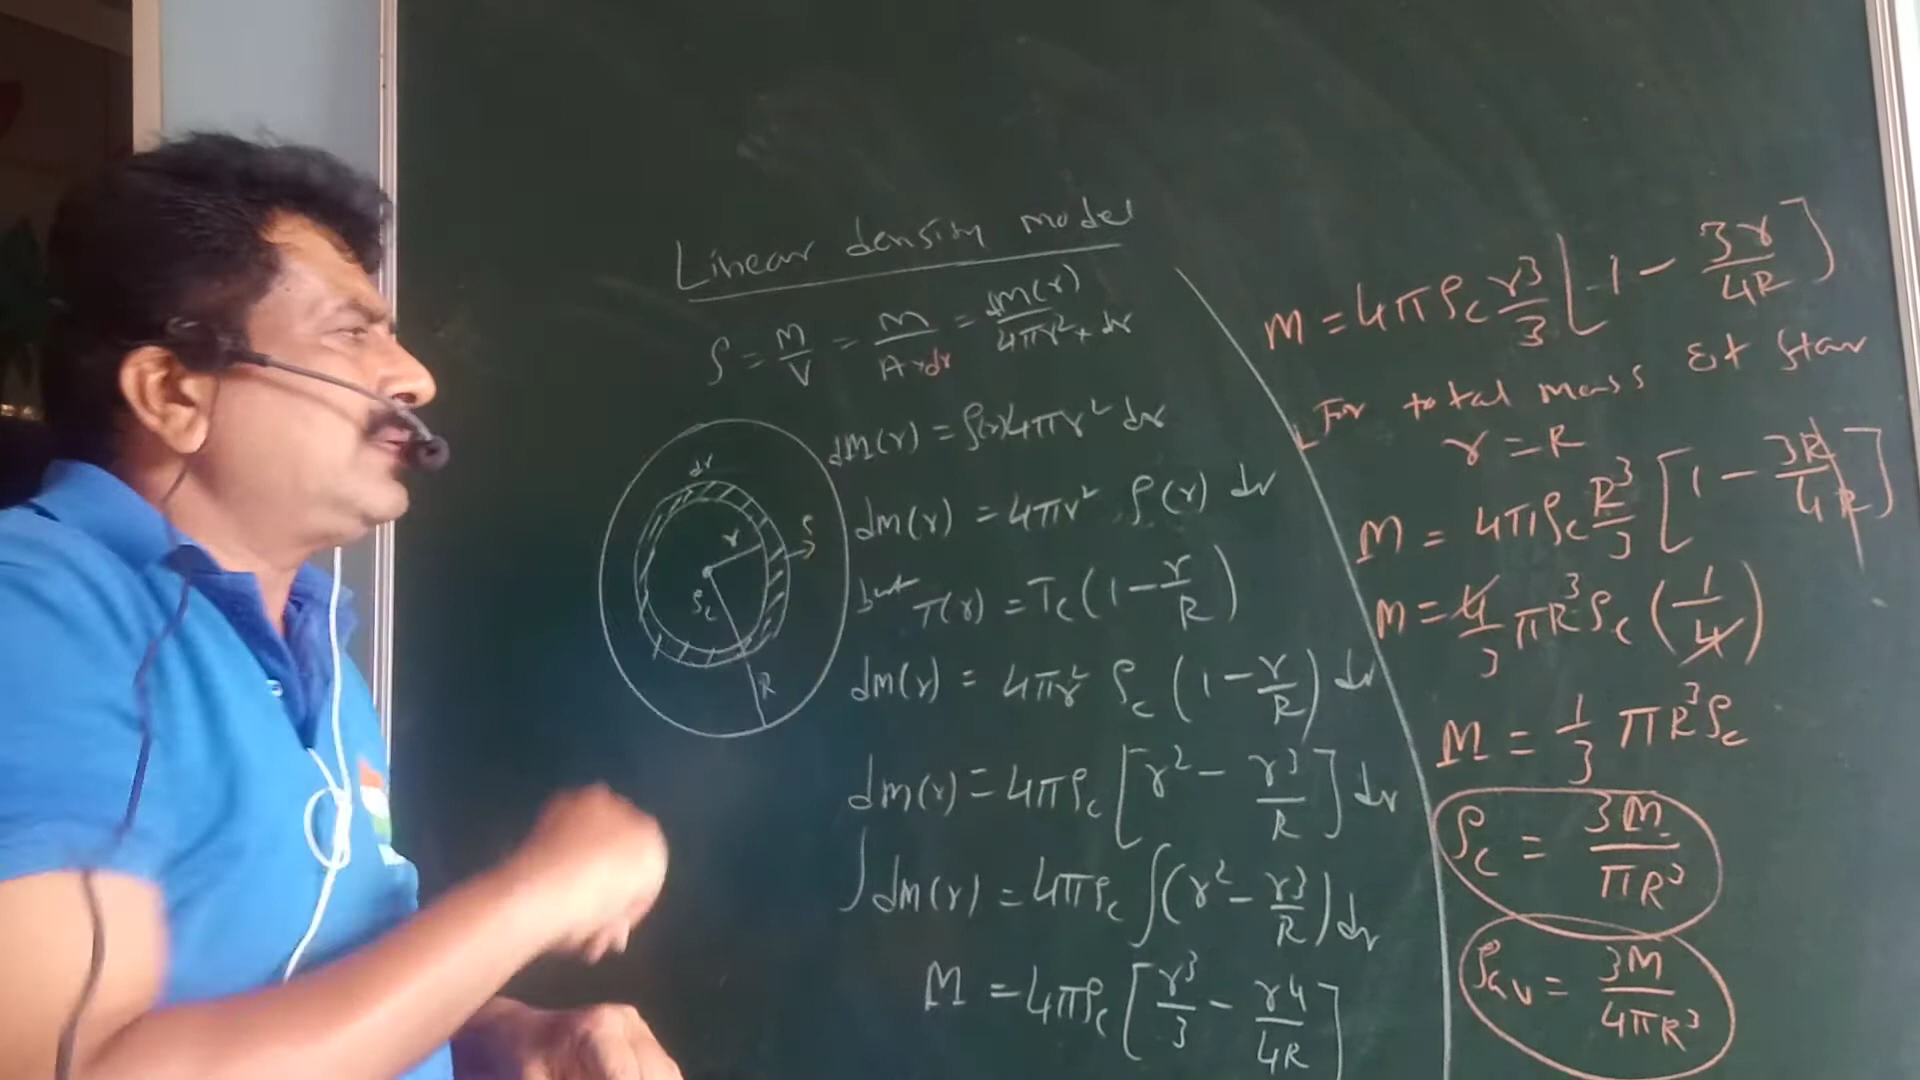 Linear density model
ρ = M/V = M/(A×dr) = dM(r)/(4πr²+dr)
dM(r) = ρ(r)×4πr² dr
dm(r) = 4πr² ρ(r) dr
but T(r) = Tc(1 - r/R)
dm(r) = 4πr² ρc (1 - r/R) dr
dm(r) = 4πρc [r² - r³/R] dr
∫dm(r) = 4πρc ∫(r² - r³/R) dr
M = 4πρc [r³/3 - r4/4R]
dr
r
ρ
ρc
R
M = 4πρc r³/3 [1 - 3r/4R]
For total mass of star
r = R
M = 4πρc R³/3 [1 - 3R/4R]
M = 4/3 πR³ρc (1/4)
M = 1/3 πR³ρc
ρc = 3M/πR³
ρav = 3M/4πR³